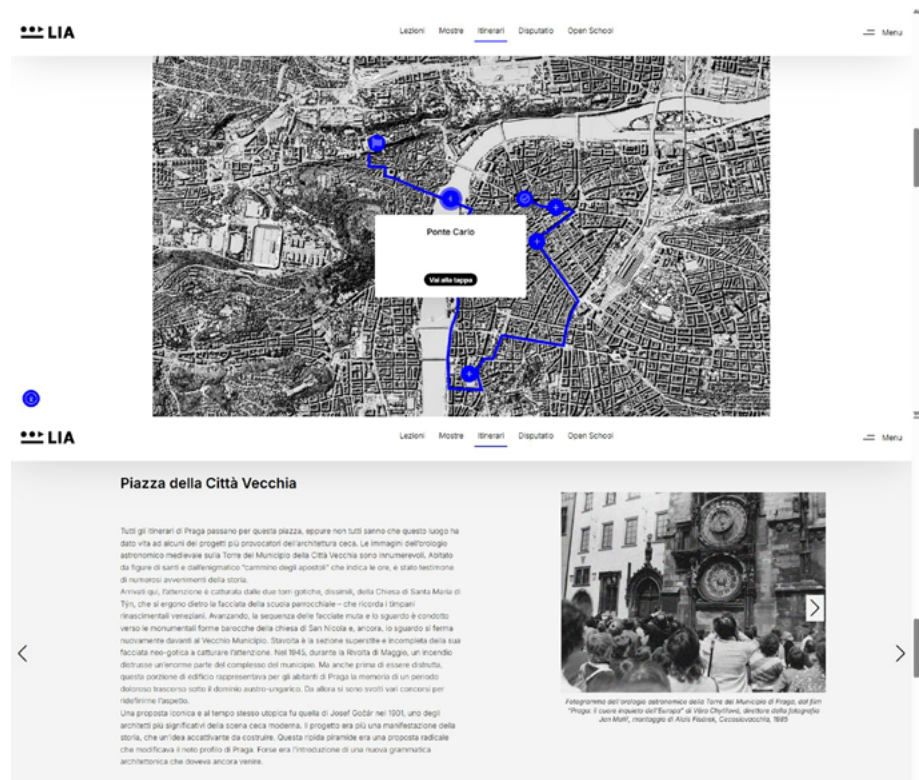 LIA
Lezioni Mostre Itinerari Disputatio Open School
Menu
Ponte Carlo
Vai alla tappa
LIA
Lezioni Mostre Itinerari Disputatio Open School
Menu
Piazza della Città Vecchia
Tutti gli itinerari di Praga passano per questa piazza, eppure non tutti sanno che questo luogo ha
dato vita ad alcuni dei progetti più provocatori dell'architettura ceca. Le immagini dell'orologio
astronomico medievale sulla Torre del Municipio della Città Vecchia sono innumerevoli. Abitato
da figure di santi e dall'enigmatico "cammino degli apostoli" che indica le ore, è stato testimone
di numerosi avvenimenti della storia.
Arrivati qui, l'attenzione è catturata dalle due torri gotiche, dissimili, della Chiesa di Santa Maria di
Týn, che si ergono dietro la facciata della scuola parrocchiale – che ricorda i timpani
rinascimentali veneziani. Avanzando, la sequenza delle facciate muta e lo sguardo è condotto
verso le monumentali forme barocche della chiesa di San Nicola e, ancora, lo sguardo si ferma
nuovamente davanti al Vecchio Municipio. Stavolta è la sezione superstite e incompleta della sua
facciata neo-gotica a catturare l'attenzione. Nel 1945, durante la Rivolta di Maggio, un incendio
distrusse un'enorme parte del complesso del municipio. Ma anche prima di essere distrutta,
questa porzione di edificio rappresentava per gli abitanti di Praga la memoria di un periodo
doloroso trascorso sotto il dominio austro-ungarico. Da allora si sono svolti vari concorsi per
ridefinirne l'aspetto.
Una proposta iconica e al tempo stesso utopica fu quella di Josef Gočár nel 1901, uno degli
architetti più significativi della scena ceca moderna. Il progetto era più una manifestazione della
storia, che un'idea accattivante da costruire. Questa ripida piramide era una proposta radicale
che modificava il noto profilo di Praga. Forse era l'introduzione di una nuova grammatica
architettonica che doveva ancora venire.
Fotogramma dell'orologio astronomico della Torre del Municipio di Praga, dal film
"Praga: il cuore inquieto dell'Europa" di Věra Chytilová, direttore della fotografia
Jan Malíř, montaggio di Alois Fišárek, Cecoslovacchia, 1985